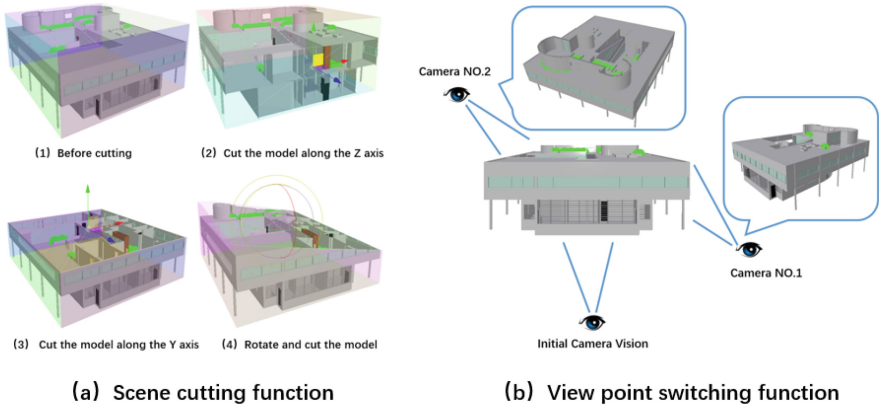 (1) Before cutting
(2) Cut the model along the Z axis
(3) Cut the model along the Y axis
(4) Rotate and cut the model
(a) Scene cutting function
Camera NO.2
Camera NO.1
Initial Camera Vision
(b) View point switching function